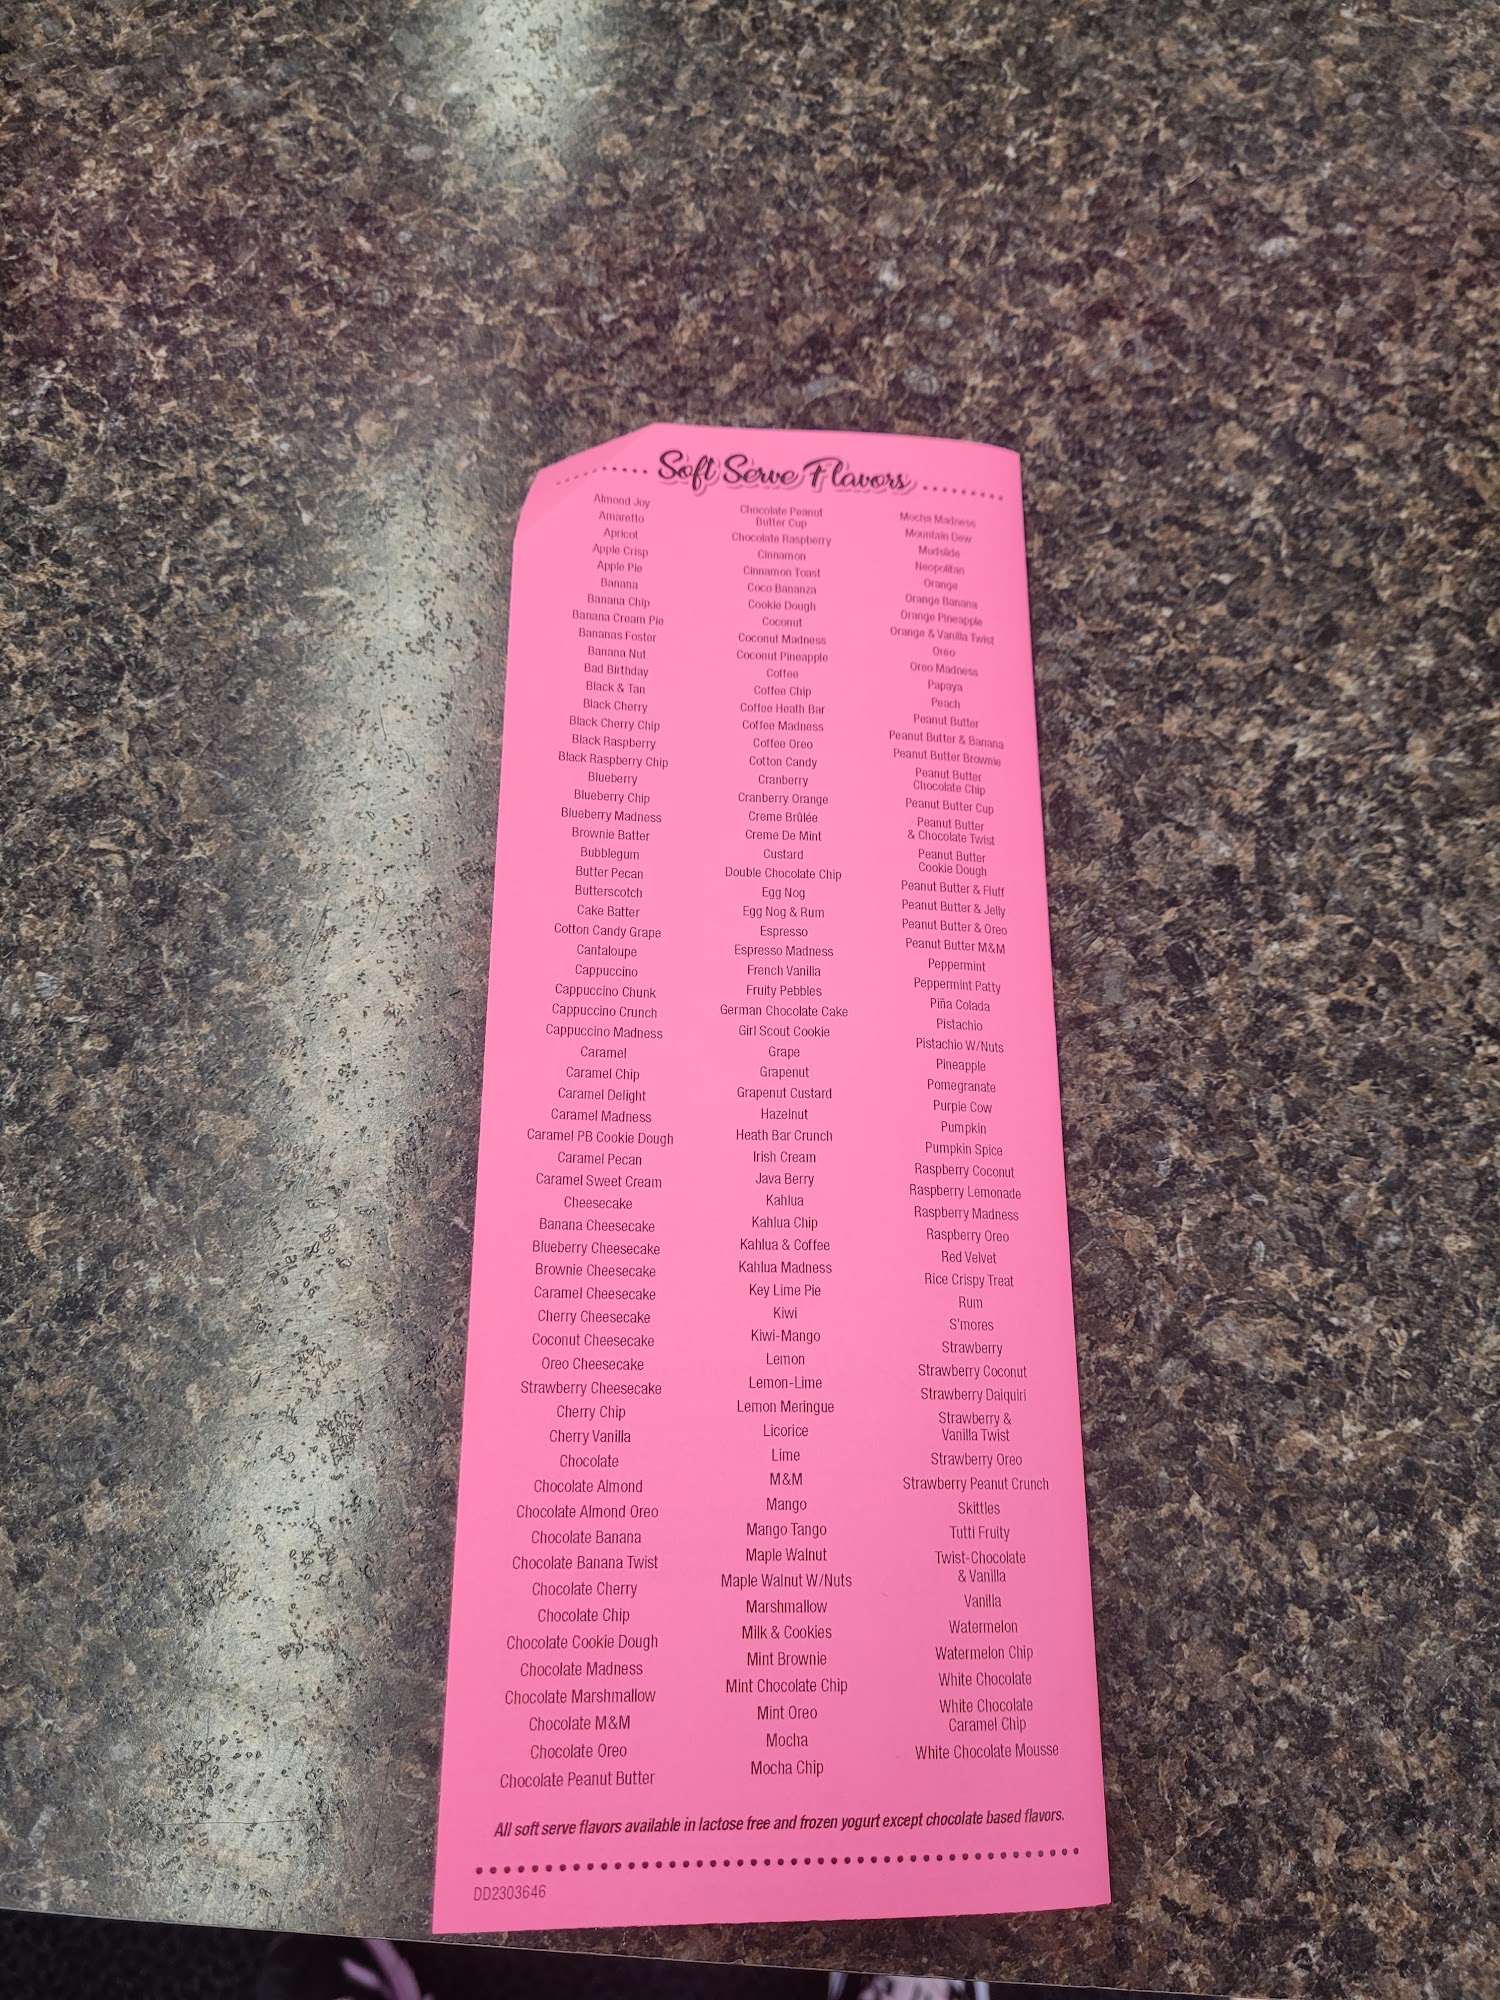 Soft Serve Flavors
Almond Joy
Amaretto
Apricot
Apple Crisp
Apple Pie
Banana
Banana Chip
Banana Cream Pie
Bananas Foster
Banana Nut
Bad Birthday
Black & Tan
Black Cherry
Black Cherry Chip
Black Raspberry
Black Raspberry Chip
Blueberry
Blueberry Chip
Blueberry Madness
Brownie Batter
Bubblegum
Butter Pecan
Butterscotch
Cake Batter
Cotton Candy Grape
Cantaloupe
Cappuccino
Cappuccino Chunk
Cappuccino Crunch
Cappuccino Madness
Caramel
Caramel Chip
Caramel Delight
Caramel Madness
Caramel PB Cookie Dough
Caramel Pecan
Caramel Sweet Cream
Cheesecake
Banana Cheesecake
Blueberry Cheesecake
Brownie Cheesecake
Caramel Cheesecake
Cherry Cheesecake
Coconut Cheesecake
Oreo Cheesecake
Strawberry Cheesecake
Cherry Chip
Cherry Vanilla
Chocolate
Chocolate Almond
Chocolate Almond Oreo
Chocolate Banana
Chocolate Banana Twist
Chocolate Cherry
Chocolate Chip
Chocolate Cookie Dough
Chocolate Madness
Chocolate Marshmallow
Chocolate M&M
Chocolate Oreo
Chocolate Peanut Butter
Chocolate Peanut
Butter Cup
Chocolate Raspberry
Cinnamon
Cinnamon Toast
Coco Bananza
Cookie Dough
Coconut
Coconut Madness
Coconut Pineapple
Coffee
Coffee Chip
Coffee Heath Bar
Coffee Madness
Coffee Oreo
Cotton Candy
Cranberry
Cranberry Orange
Creme Brûlée
Creme De Mint
Custard
Double Chocolate Chip
Egg Nog
Egg Nog & Rum
Espresso
Espresso Madness
French Vanilla
Fruity Pebbles
German Chocolate Cake
Girl Scout Cookie
Grape
Grapenut
Grapenut Custard
Hazelnut
Heath Bar Crunch
Irish Cream
Java Berry
Kahlua
Kahlua Chip
Kahlua & Coffee
Kahlua Madness
Key Lime Pie
Kiwi
Kiwi-Mango
Lemon
Lemon-Lime
Lemon Meringue
Licorice
Lime
M&M
Mango
Mango Tango
Maple Walnut
Maple Walnut W/Nuts
Marshmallow
Milk & Cookies
Mint Brownie
Mint Chocolate Chip
Mint Oreo
Mocha
Mocha Chip
Mocha Madness
Mountain Dew
Mudslide
Neopolitan
Orange
Orange Banana
Orange Pineapple
Orange & Vanilla Twist
Oreo
Oreo Madness
Papaya
Peach
Peanut Butter
Peanut Butter & Banana
Peanut Butter Brownie
Peanut Butter
Chocolate Chip
Peanut Butter Cup
Peanut Butter
& Chocolate Twist
Peanut Butter
Cookie Dough
Peanut Butter & Fluff
Peanut Butter & Jelly
Peanut Butter & Oreo
Peanut Butter M&M
Peppermint
Peppermint Patty
Piña Colada
Pistachio
Pistachio W/Nuts
Pineapple
Pomegranate
Purple Cow
Pumpkin
Pumpkin Spice
Raspberry Coconut
Raspberry Lemonade
Raspberry Madness
Raspberry Oreo
Red Velvet
Rice Crispy Treat
Rum
S'mores
Strawberry
Strawberry Coconut
Strawberry Daiquiri
Strawberry &
Vanilla Twist
Strawberry Oreo
Strawberry Peanut Crunch
Skittles
Tutti Fruity
Twist-Chocolate
& Vanilla
Vanilla
Watermelon
Watermelon Chip
White Chocolate
White Chocolate
Caramel Chip
White Chocolate Mousse
All soft serve flavors available in lactose free and frozen yogurt except chocolate based flavors.
DD2303646